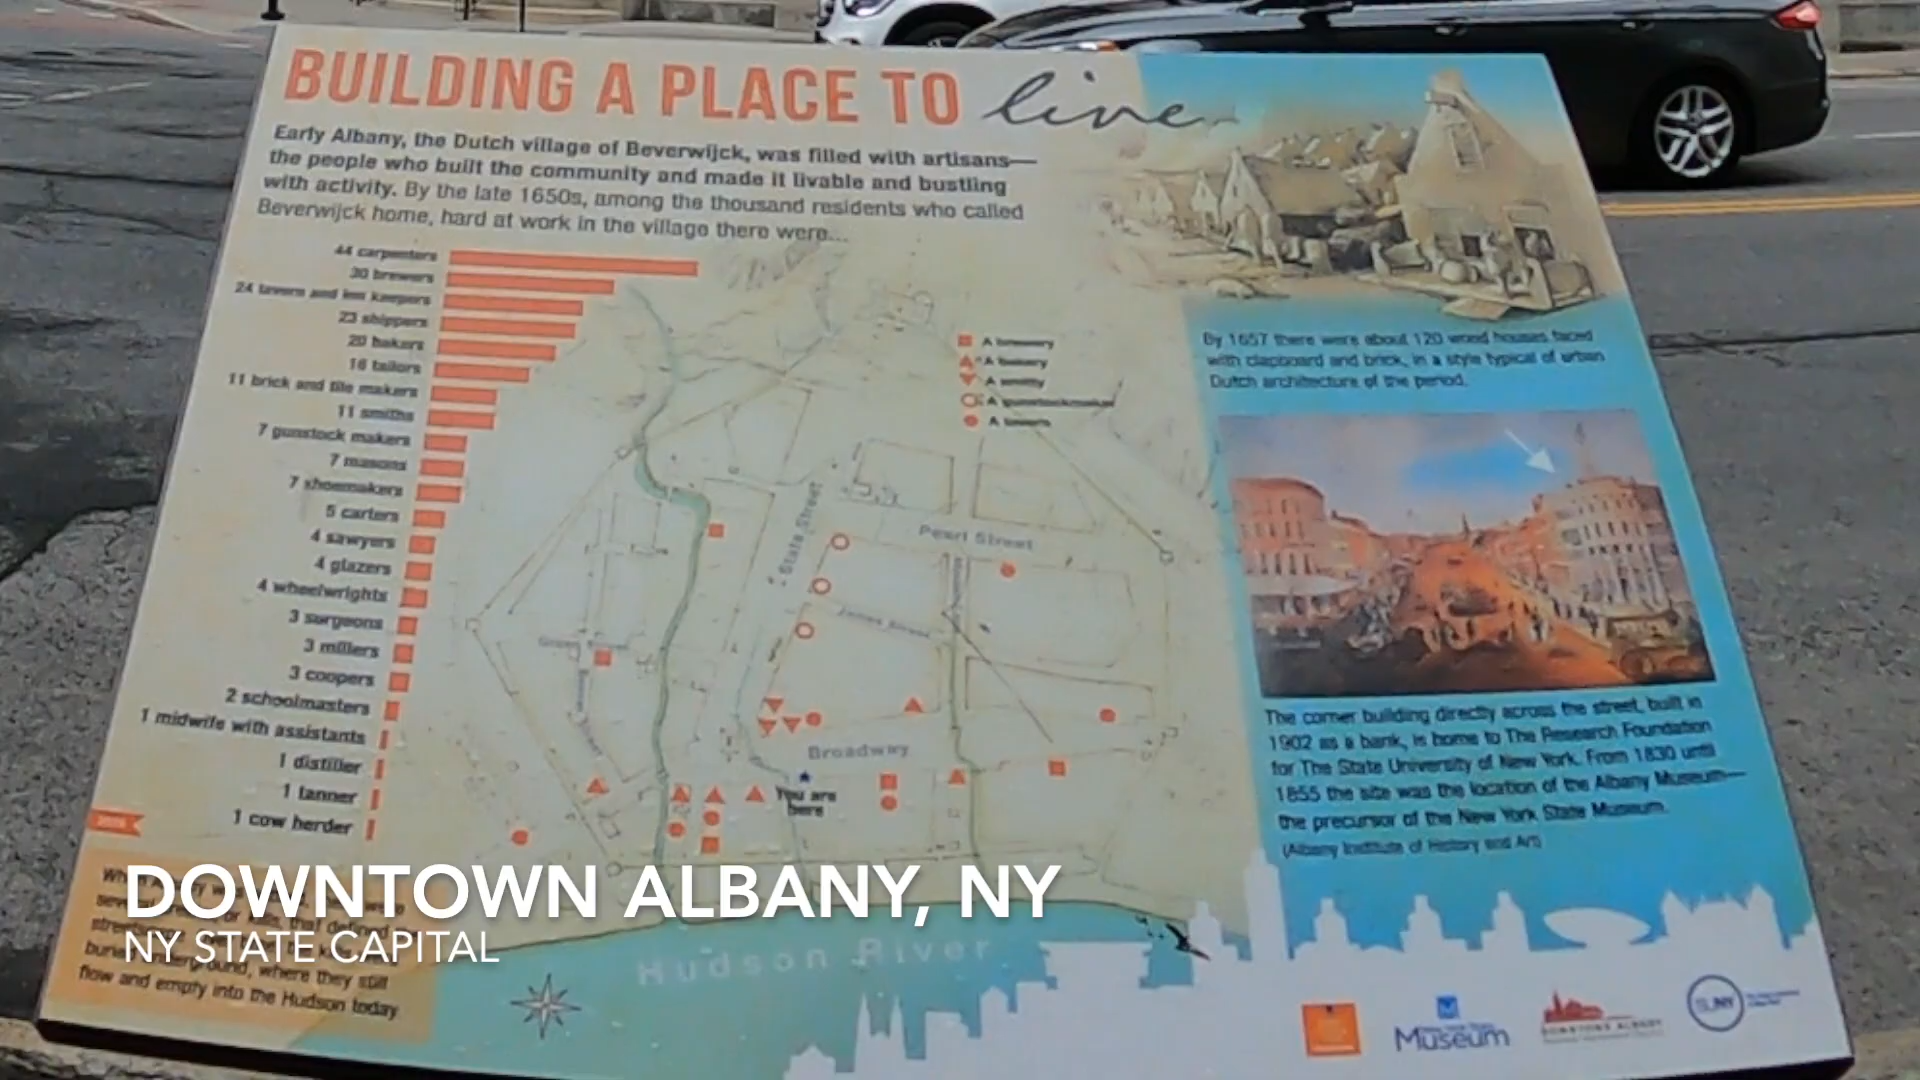 BUILDING A PLACE TO live
Early Albany, the Dutch village of Beverwijck, was filled with artisans—
the people who built the community and made it livable and bustling
with activity. By the late 1650s, among the thousand residents who called
Beverwijck home, hard at work in the village there were...
44 carpenters
30 brewers
24 tavern and inn keepers
23 shippers
20 bakers
16 tailors
11 brick and tile makers
11 smiths
7 gunstock makers
7 masons
7 shoemakers
5 carters
4 sawyers
4 glazers
4 wheelwrights
3 surgeons
3 millers
3 coopers
2 schoolmasters
1 midwife with assistants
1 distiller
1 tanner
1 cow herder
A brewery
A bakery
A smithy
A gunstockmaker
A tavern
State Street
Pearl Street
James Street
Broadway
You are
here
Hudson River
By 1657 there were about 120 wood houses faced
with clapboard and brick, in a style typical of urban
Dutch architecture of the period.
The corner building directly across the street, built in
1902 as a bank, is home to The Research Foundation
for The State University of New York. From 1830 until
1855 the site was the location of the Albany Museum—
the precursor of the New York State Museum.
(Albany Institute of History and Art)
flow and empty into the Hudson today
DOWNTOWN ALBANY, NY
NY STATE CAPITAL
Museum
DOWNTOWN ALBANY
SUNY